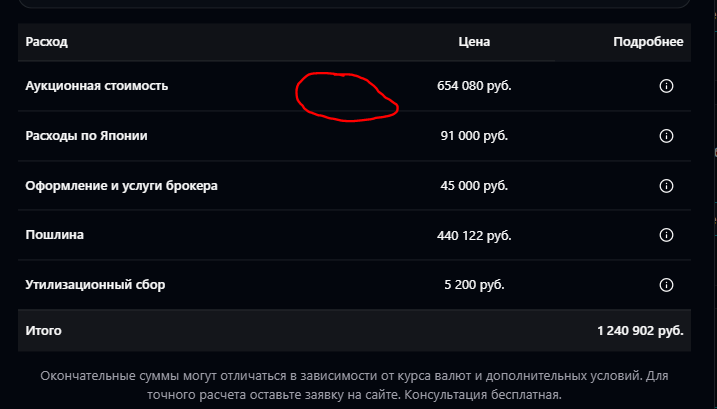 Расход Цена Подробнее
Аукционная стоимость 654 080 руб.
Расходы по Японии 91 000 руб.
Оформление и услуги брокера 45 000 руб.
Пошлина 440 122 руб.
Утилизационный сбор 5 200 руб.
Итого 1 240 902 руб.
Окончательные суммы могут отличаться в зависимости от курса валют и дополнительных условий. Для
точного расчета оставьте заявку на сайте. Консультация бесплатная.